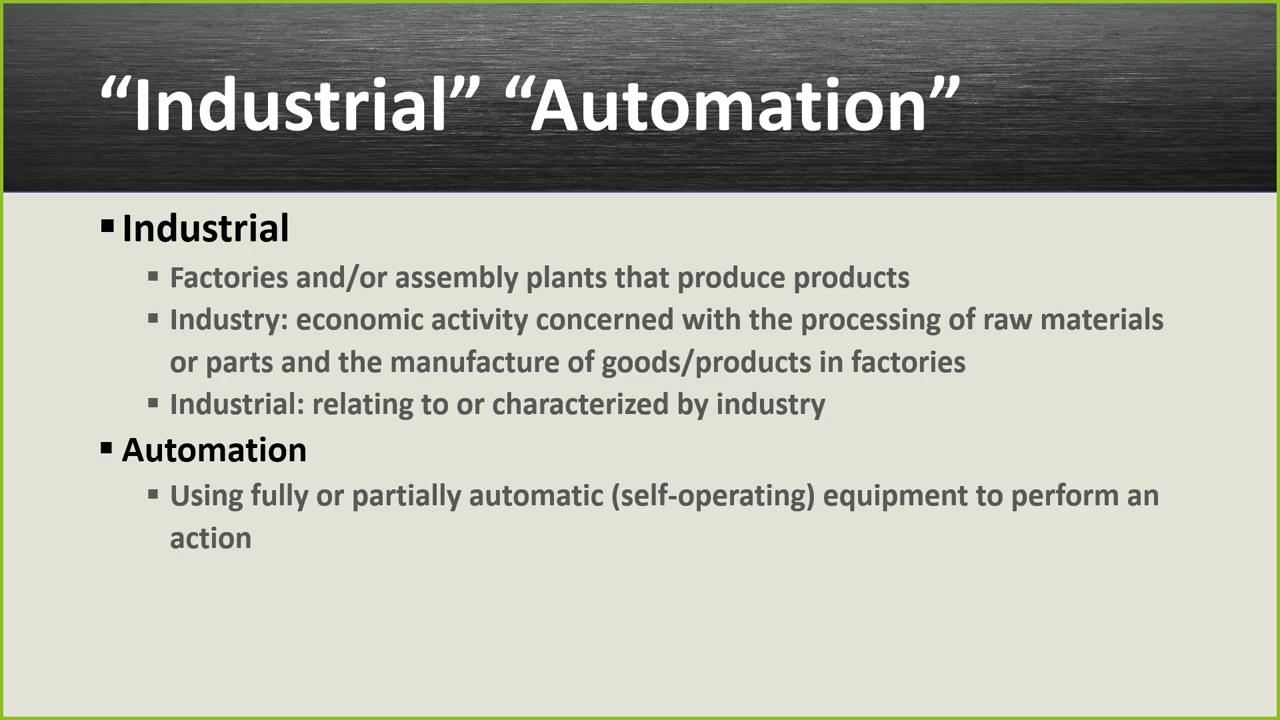 “Industrial” “Automation”
▪ Industrial
▪ Factories and/or assembly plants that produce products
▪ Industry: economic activity concerned with the processing of raw materials
or parts and the manufacture of goods/products in factories
▪ Industrial: relating to or characterized by industry
▪ Automation
▪ Using fully or partially automatic (self-operating) equipment to perform an
action